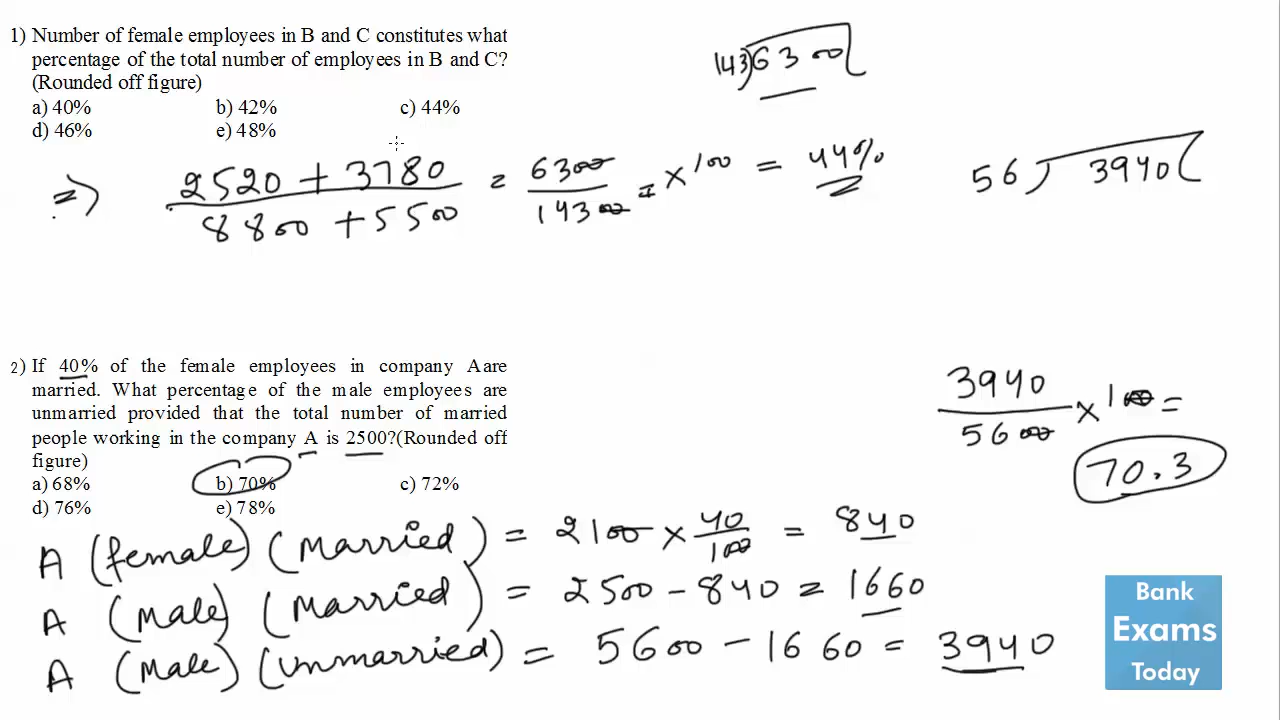 1) Number of female employees in B and C constitutes what
percentage of the total number of employees in B and C?
(Rounded off figure)
a) 40% b) 42% c) 44%
d) 46% e) 48%
143)6300(
=> 2520 + 3780 / 8800 + 5500 = 6300 / 14300 = x 100 = 44%
56) 3940(
2) If 40% of the female employees in company A are
married. What percentage of the male employees are
unmarried provided that the total number of married
people working in the company A is 2500?(Rounded off
figure)
a) 68% b) 70% c) 72%
d) 76% e) 78%
3940 / 5600 x 100 =
70.3
A (female) (Married) = 2100 x 40 / 100 = 840
A (Male) (Married) = 2500 - 840 = 1660
A (Male) (Unmarried) = 5600 - 1660 = 3940
Bank
Exams
Today